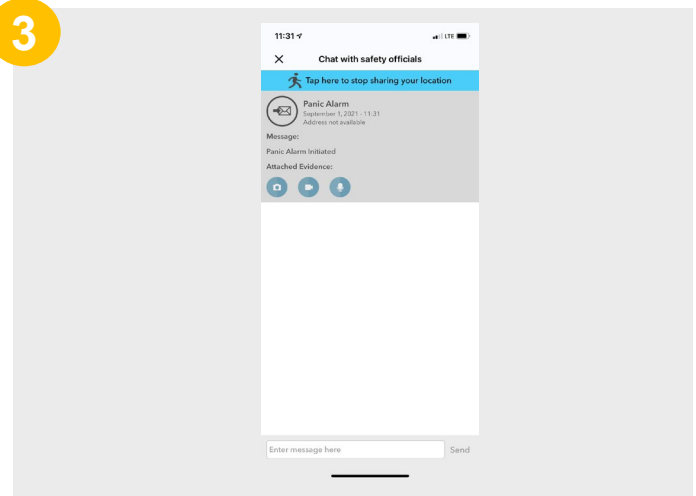 3
11:31
LTE
Chat with safety officials
Tap here to stop sharing your location
Panic Alarm
September 1, 2021 - 11:31
Address not available
Message:
Panic Alarm Initiated
Attached Evidence:
Enter message here
Send